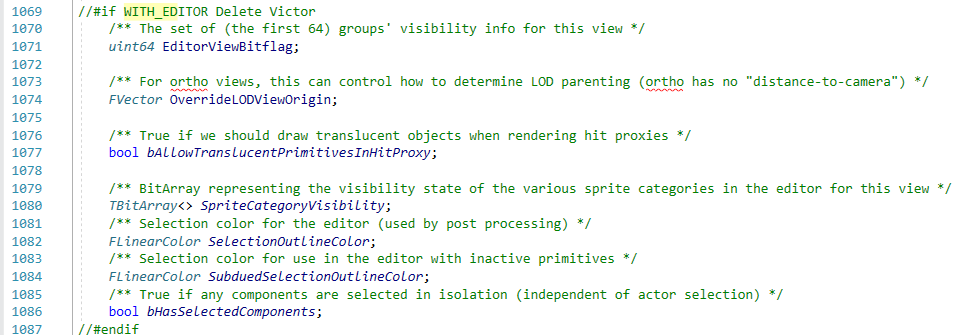 1069 //#if WITH_EDITOR Delete Victor
1070 /** The set of (the first 64) groups' visibility info for this view */
1071 uint64 EditorViewBitflag;
1072
1073 /** For ortho views, this can control how to determine LOD parenting (ortho has no "distance-to-camera") */
1074 FVector OverrideLODViewOrigin;
1075
1076 /** True if we should draw translucent objects when rendering hit proxies */
1077 bool bAllowTranslucentPrimitivesInHitProxy;
1078
1079 /** BitArray representing the visibility state of the various sprite categories in the editor for this view */
1080 TBitArray<> SpriteCategoryVisibility;
1081 /** Selection color for the editor (used by post processing) */
1082 FLinearColor SelectionOutlineColor;
1083 /** Selection color for use in the editor with inactive primitives */
1084 FLinearColor SubduedSelectionOutlineColor;
1085 /** True if any components are selected in isolation (independent of actor selection) */
1086 bool bHasSelectedComponents;
1087 //#endif